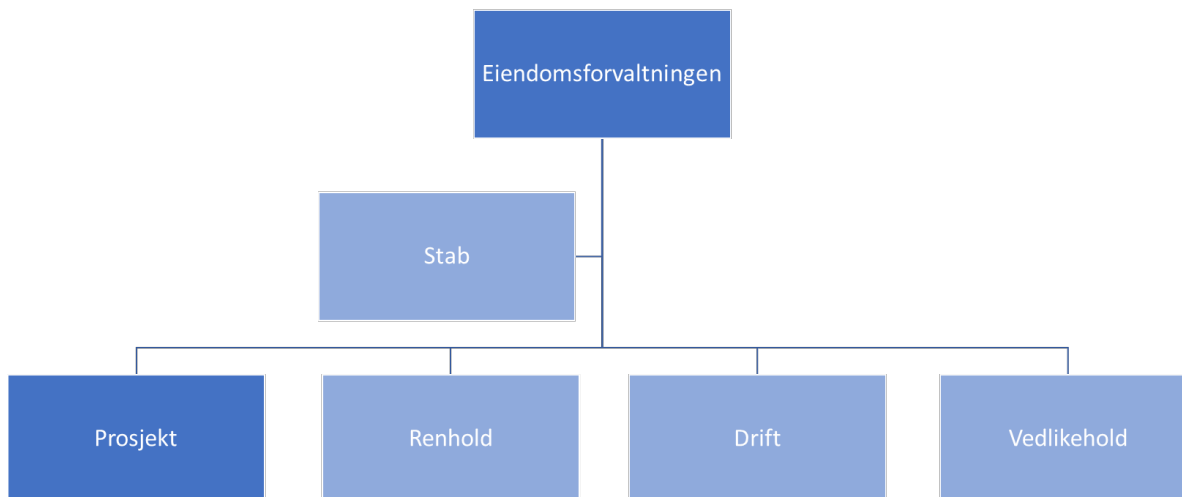 Eiendomsforvaltningen
Stab
Prosjekt
Renhold
Drift
Vedlikehold